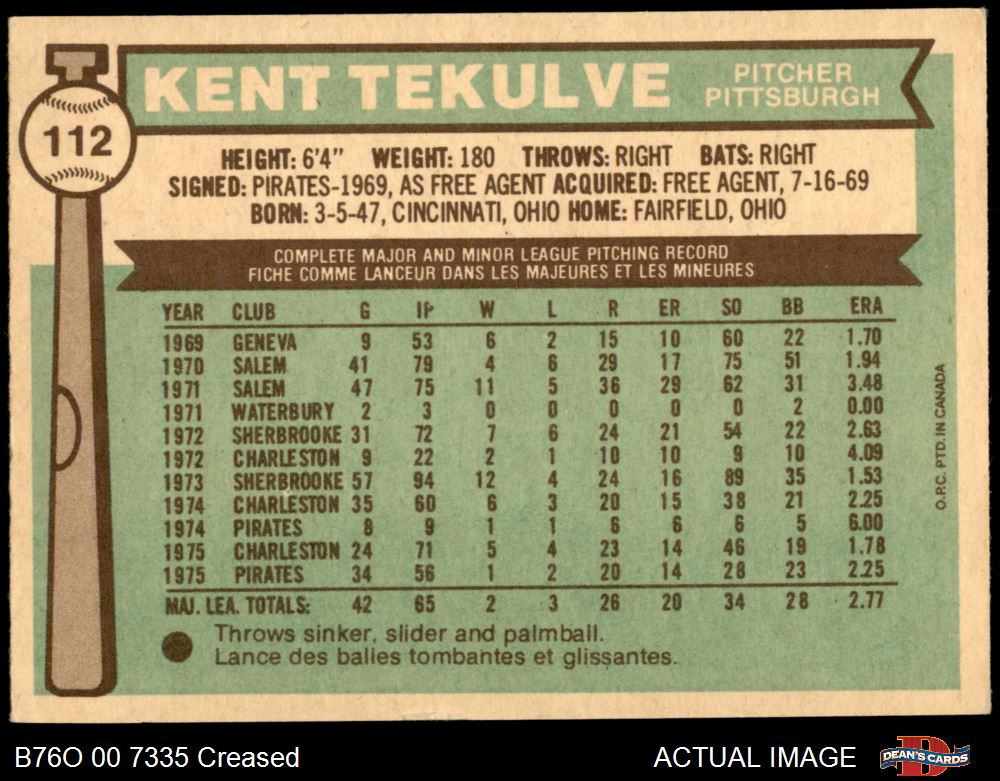 KENT TEKULVE
PITCHER
PITTSBURGH
112
HEIGHT: 6'4" WEIGHT: 180 THROWS: RIGHT BATS: RIGHT
SIGNED: PIRATES-1969, AS FREE AGENT ACQUIRED: FREE AGENT, 7-16-69
BORN: 3-5-47, CINCINNATI, OHIO HOME: FAIRFIELD, OHIO
COMPLETE MAJOR AND MINOR LEAGUE PITCHING RECORD
FICHE COMME LANCEUR DANS LES MAJEURES ET LES MINEURES
YEAR CLUB G IP W L R ER SO BB ERA
1969 GENEVA 9 53 6 2 15 10 60 22 1.70
1970 SALEM 41 79 4 6 29 17 75 51 1.94
1971 SALEM 47 75 11 5 36 29 62 31 3.48
1971 WATERBURY 2 3 0 0 0 0 0 2 0.00
1972 SHERBROOKE 31 72 7 6 24 21 54 22 2.63
1972 CHARLESTON 9 22 2 1 10 10 9 10 4.09
1973 SHERBROOKE 57 94 12 4 24 16 89 35 1.53
1974 CHARLESTON 35 60 6 3 20 15 38 21 2.25
1974 PIRATES 8 9 1 1 6 6 6 5 6.00
1975 CHARLESTON 24 71 5 4 23 14 46 19 1.78
1975 PIRATES 34 56 1 2 20 14 28 23 2.25
MAJ. LEA. TOTALS: 42 65 2 3 26 20 34 28 2.77
Throws sinker, slider and palmball.
Lance des balles tombantes et glissantes.
O.P.C. PTD. IN CANADA
B76O 00 7335 Creased
ACTUAL IMAGE
DEAN'S CARDS